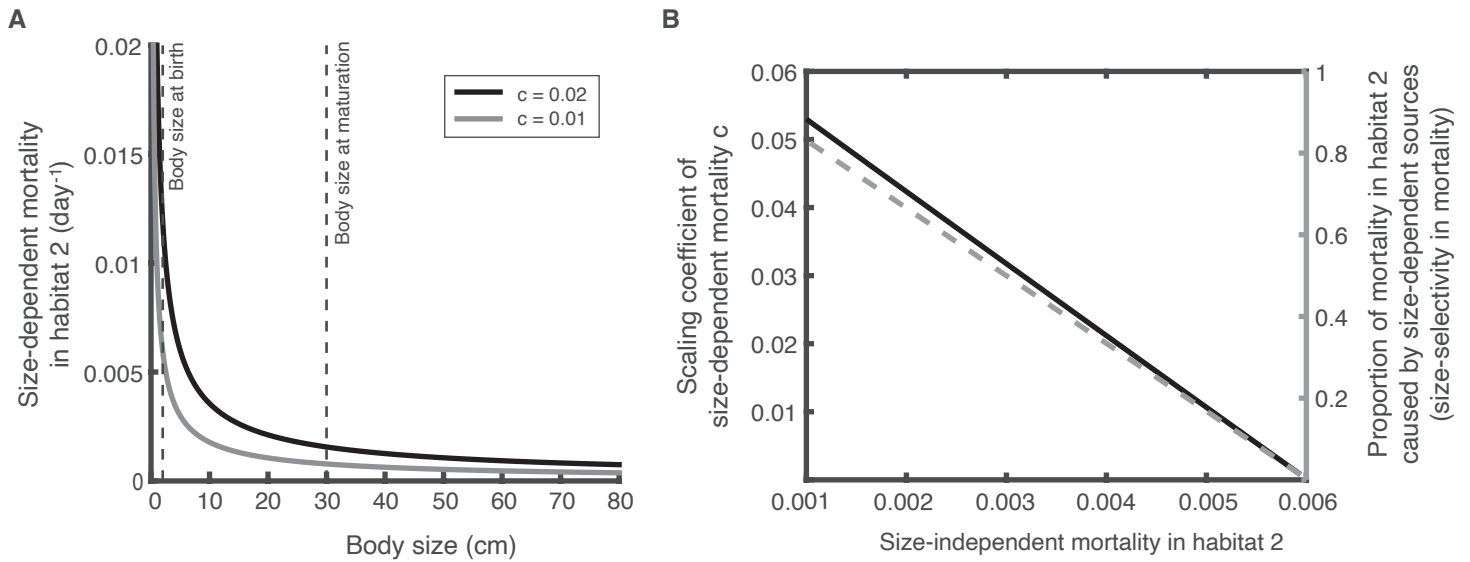 A
Size-dependent mortality
in habitat 2 (day-1)
0.02
0.015
0.01
0.005
0
Body size at birth
Body size at maturation
c = 0.02
c = 0.01
0 10 20 30 40 50 60 70 80
Body size (cm)
B
Scaling coefficient of
size-dependent mortality c
0.06
0.05
0.04
0.03
0.02
0.01
0.001 0.002 0.003 0.004 0.005 0.006
Size-independent mortality in habitat 2
1
0.8
0.6
0.4
0.2
Proportion of mortality in habitat 2
caused by size-dependent sources
(size-selectivity in mortality)